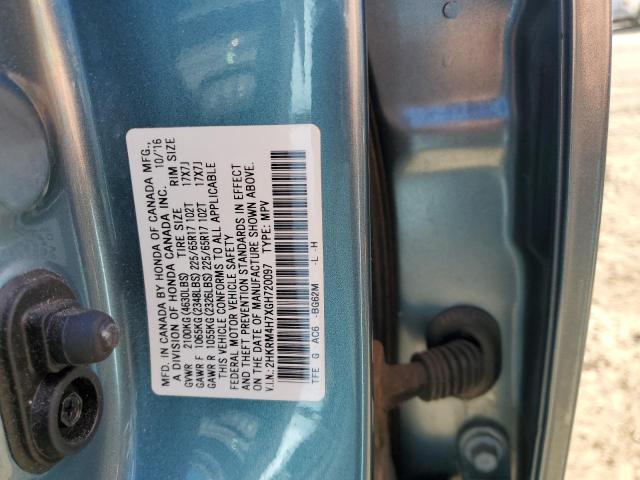 MFD. IN CANADA BY HONDA OF CANADA MFG.,
A DIVISION OF HONDA CANADA INC. 10/'16
GVWR 2100KG(4630LBS) TIRE SIZE RIM SIZE
GAWR F 1065KG(2348LBS) 225/65R17 102T 17X7J
GAWR R 1055KG(2326LBS) 225/65R17 102T 17X7J
THIS VEHICLE CONFORMS TO ALL APPLICABLE
FEDERAL MOTOR VEHICLE SAFETY
AND THEFT PREVENTION STANDARDS IN EFFECT
ON THE DATE OF MANUFACTURE SHOWN ABOVE.
V.I.N.: 2HKRM4H7XGH720097 TYPE: MPV
TFE G AC6 -BG62M -L -H